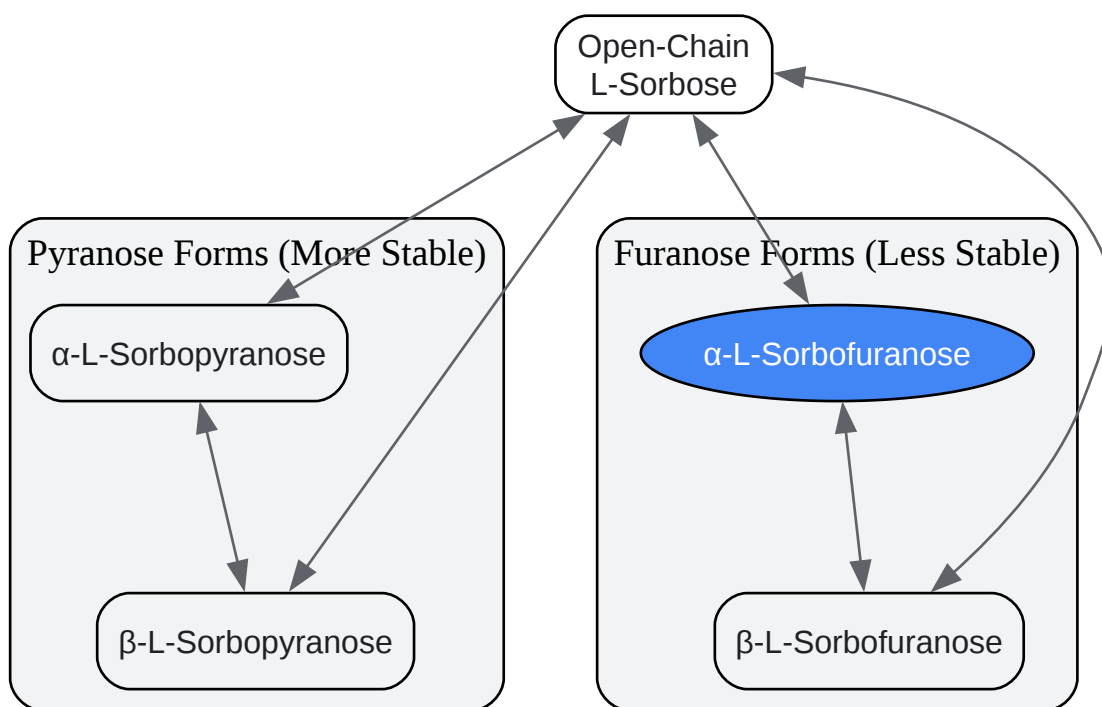 Open-Chain
L-Sorbose
Pyranose Forms (More Stable)
Furanose Forms (Less Stable)
α-L-Sorbopyranose
α-L-Sorbofuranose
β-L-Sorbopyranose
β-L-Sorbofuranose